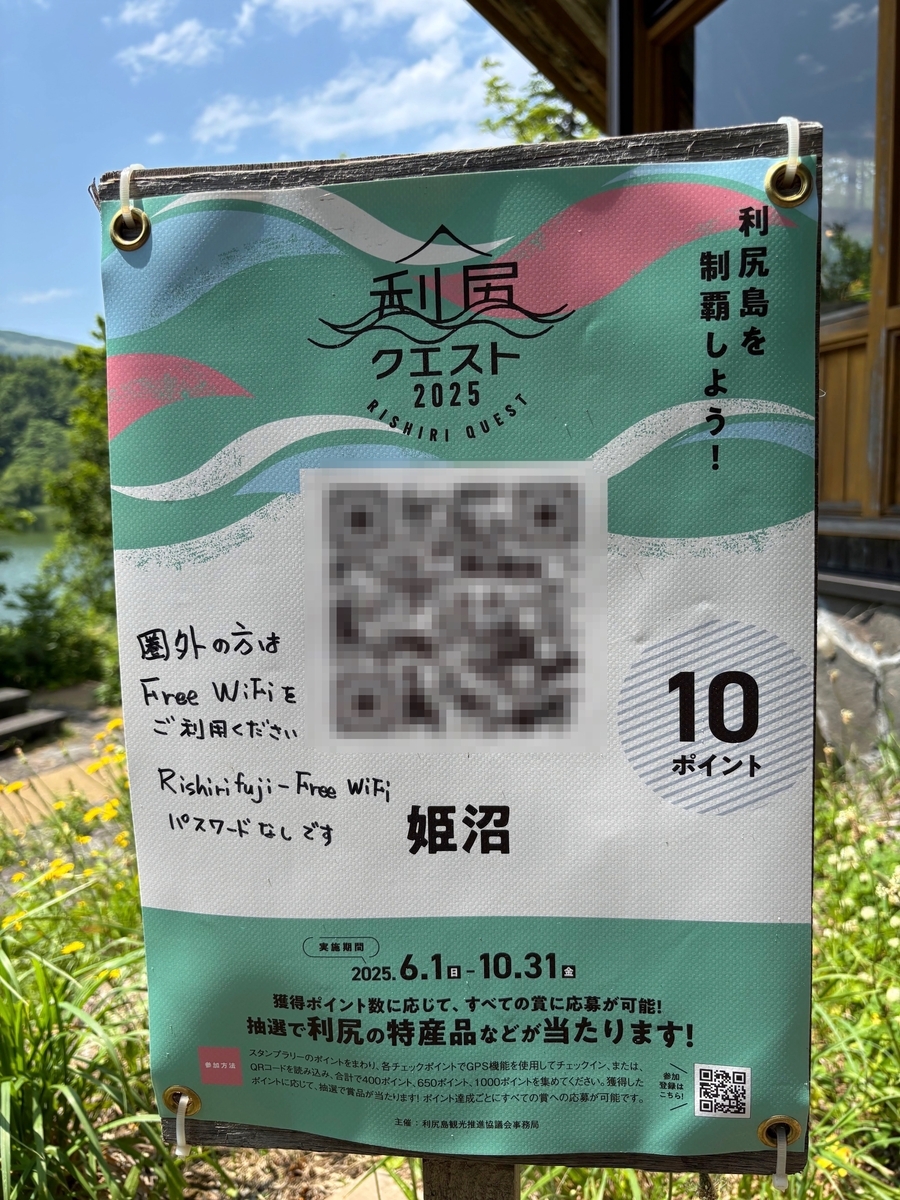 利尻
クエスト
2025
RISHIRI QUEST
利尻島を
制覇しよう!
圏外の方は
Free WiFiを
ご利用ください
Rishirifuji-Free WiFi
パスワードなしです
10
ポイント
姫沼
実施期間
2025.6.1日-10.31金
獲得ポイント数に応じて、すべての賞に応募が可能!
抽選で利尻の特産品などが当たります!
参加方法
スタンプラリーのポイントをまわり、各チェックポイントでGPS機能を使用してチェックイン、または、
QRコードを読み込み、合計で400ポイント、650ポイント、1000ポイントを集めてください。獲得した
ポイントに応じて、抽選で賞品が当たります!ポイント達成ごとにすべての賞への応募が可能です。
参加
登録は
こちら!
主催:利尻島観光推進協議会事務局